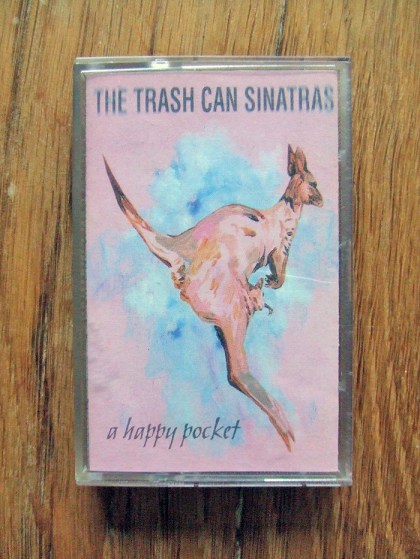 THE TRASH CAN SINATRAS
a happy pocket